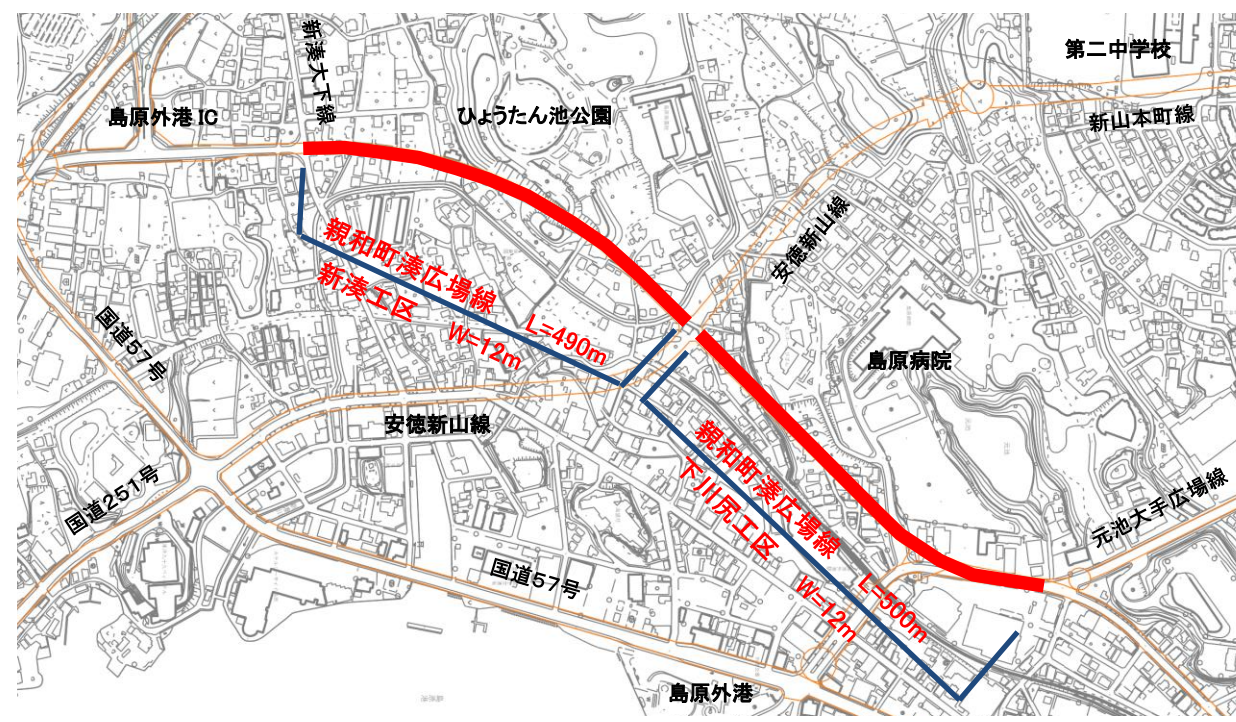 第二中学校
新湊大下線
島原外港IC
ひょうたん池公園
新山本町線
安徳新山線
親和町湊広場線
新湊工区 W=12m L=490m
国道57号
島原病院
安徳新山線
親和町湊広場線
下川尻工区 W=12m L=500m
国道251号
元池大手広場線
国道57号
島原外港